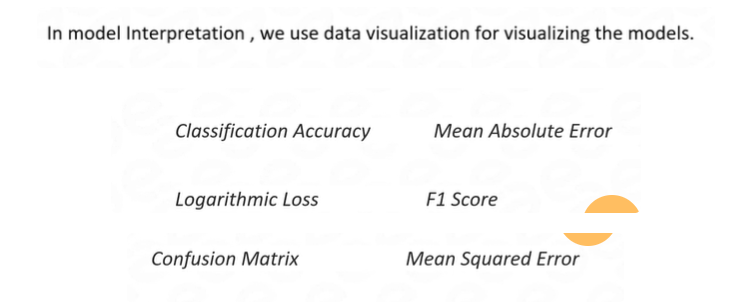 In model Interpretation , we use data visualization for visualizing the models.
Classification Accuracy Mean Absolute Error
Logarithmic Loss F1 Score
Confusion Matrix Mean Squared Error